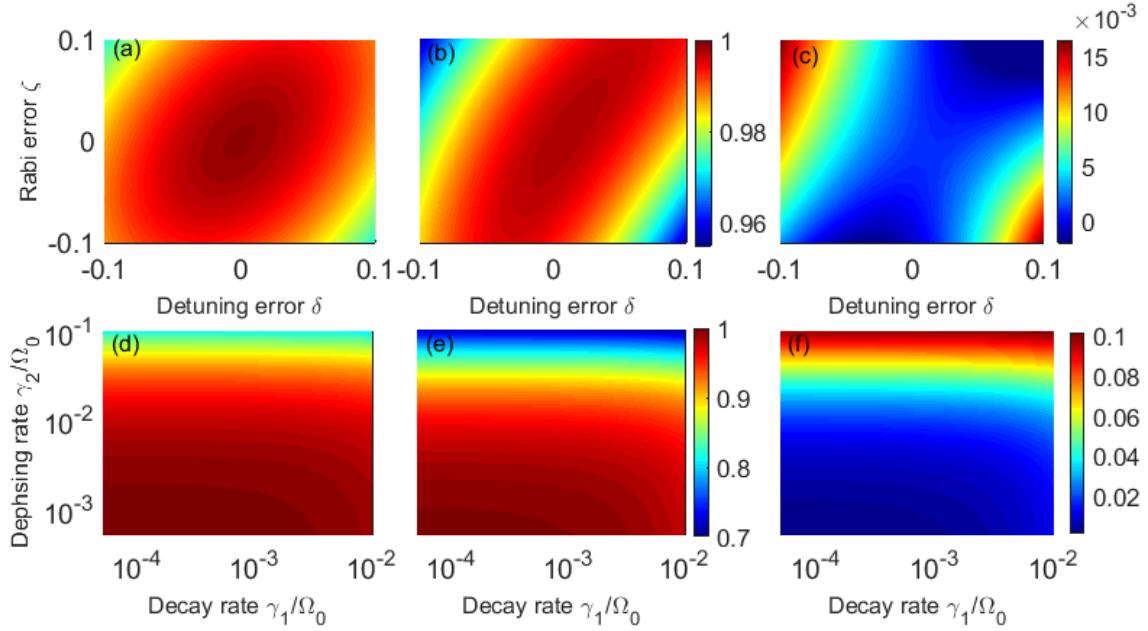 ×10⁻³
0.1 (a) (b) 1 (c) 15
Rabi error ζ
0 0.98 10
5
-0.1 0.96 0
-0.1 0 0.1 -0.1 0 0.1 -0.1 0 0.1
Detuning error δ Detuning error δ Detuning error δ
10⁻¹ (d) (e) 1 (f) 0.1
Dephsing rate γ₂/Ω₀
0.9 0.08
10⁻² 0.06
0.8 0.04
10⁻³ 0.02
0.7
10⁻⁴ 10⁻³ 10⁻² 10⁻⁴ 10⁻³ 10⁻² 10⁻⁴ 10⁻³ 10⁻²
Decay rate γ₁/Ω₀ Decay rate γ₁/Ω₀ Decay rate γ₁/Ω₀